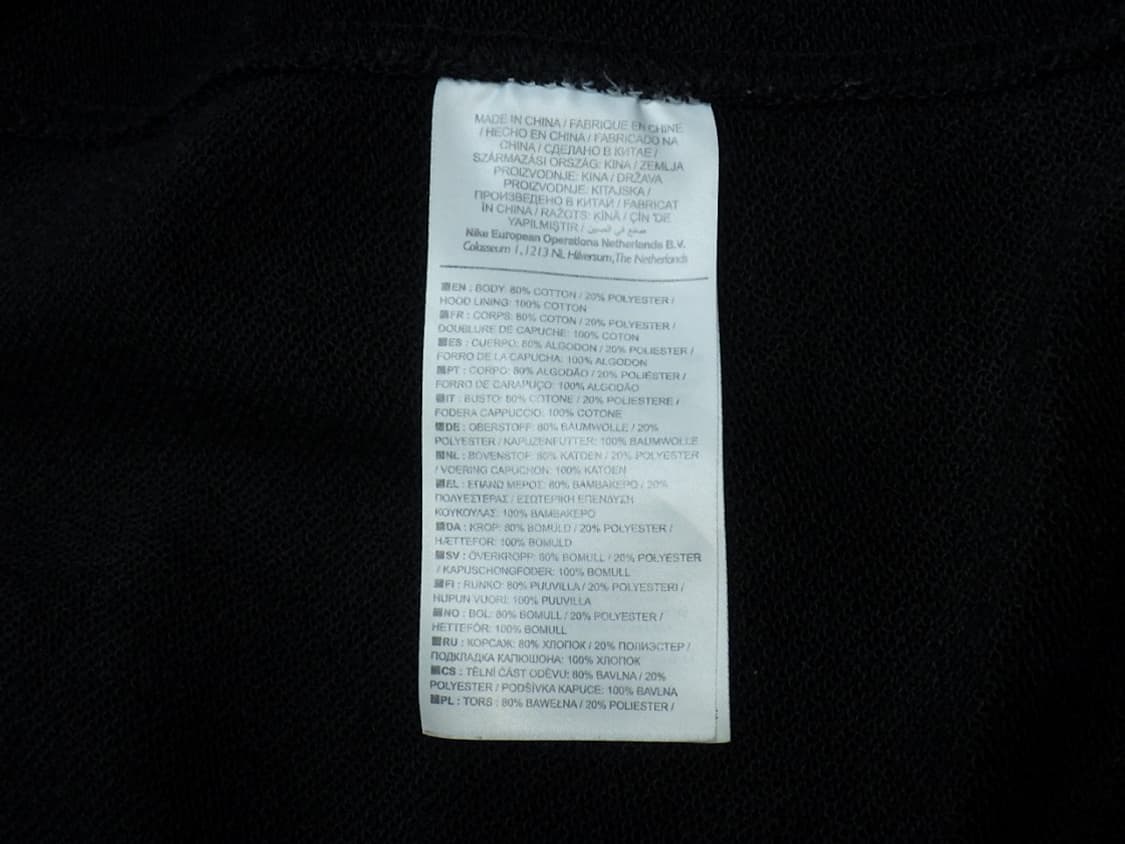 MADE IN CHINA / FABRIQUE EN CHINE
/ HECHO EN CHINA / FABRICADO NA
CHINA / СДЕЛАНО В КИТАЕ /
SZÁRMAZÁSI ORSZÁG: KÍNA / ZEMLJA
PROIZVODNJE: KINA / DRŽAVA
PROIZVODNJE: KITAJSKA /
ПРОИЗВЕДЕНО В КИТАЙ / FABRICAT
ÎN CHINA / RAŽOTS: ĶĪNĀ / ÇİN 'DE
YAPILMIŞTIR / صنع في الصين
Nike European Operations Netherlands B.V.
Colosseum 1,1213 NL Hilversum,The Netherlands
EN : BODY: 80% COTTON / 20% POLYESTER /
HOOD LINING: 100% COTTON
FR : CORPS: 80% COTON / 20% POLYESTER /
DOUBLURE DE CAPUCHE: 100% COTON
ES : CUERPO: 80% ALGODON / 20% POLIESTER /
FORRO DE LA CAPUCHA: 100% ALGODON
PT : CORPO: 80% ALGODÃO / 20% POLIÉSTER /
FORRO DE CARAPUÇO: 100% ALGODÃO
IT : BUSTO: 80% COTONE / 20% POLIESTERE /
FODERA CAPPUCCIO: 100% COTONE
DE : OBERSTOFF: 80% BAUMWOLLE / 20%
POLYESTER / KAPUZENFUTTER: 100% BAUMWOLLE
NL : BOVENSTOF: 80% KATOEN / 20% POLYESTER
/ VOERING CAPUCHON: 100% KATOEN
EL : ΕΠΑΝΩ ΜΕΡΟΣ: 80% ΒΑΜΒΑΚΕΡΟ / 20%
ΠΟΛΥΕΣΤΕΡΑΣ / ΕΣΩΤΕΡΙΚΗ ΕΠΕΝΔΥΣΗ
ΚΟΥΚΟΥΛΑΣ: 100% ΒΑΜΒΑΚΕΡΟ
DA : KROP: 80% BOMULD / 20% POLYESTER /
HÆTTEFOR: 100% BOMULD
SV : ÖVERKROPP: 80% BOMULL / 20% POLYESTER
/ KAPUSCHONGFODER: 100% BOMULL
FI : RUNKO: 80% PUUVILLA / 20% POLYESTERI /
HUPUN VUORI: 100% PUUVILLA
NO : BOL: 80% BOMULL / 20% POLYESTER /
HETTEFÔR: 100% BOMULL
RU : КОРСАЖ: 80% ХЛОПОК / 20% ПОЛИЭСТЕР /
ПОДКЛАДКА КАПЮШОНА: 100% ХЛОПОК
CS : TĚLNÍ ČÁST ODĚVU: 80% BAVLNA / 20%
POLYESTER / PODŠÍVKA KAPUCE: 100% BAVLNA
PL : TORS : 80% BAWEŁNA / 20% POLIESTER /